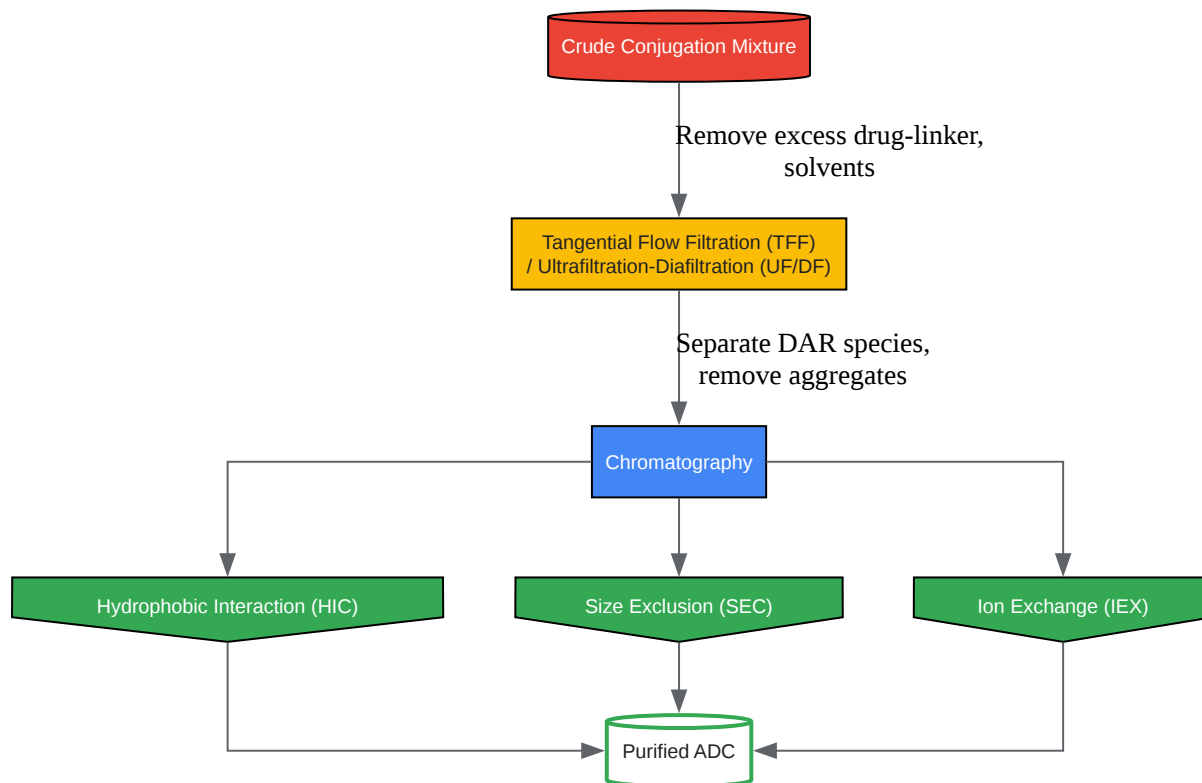 Crude Conjugation Mixture
Remove excess drug-linker,
solvents
Tangential Flow Filtration (TFF)
/ Ultrafiltration-Diafiltration (UF/DF)
Separate DAR species,
remove aggregates
Chromatography
Hydrophobic Interaction (HIC)
Size Exclusion (SEC)
Ion Exchange (IEX)
Purified ADC